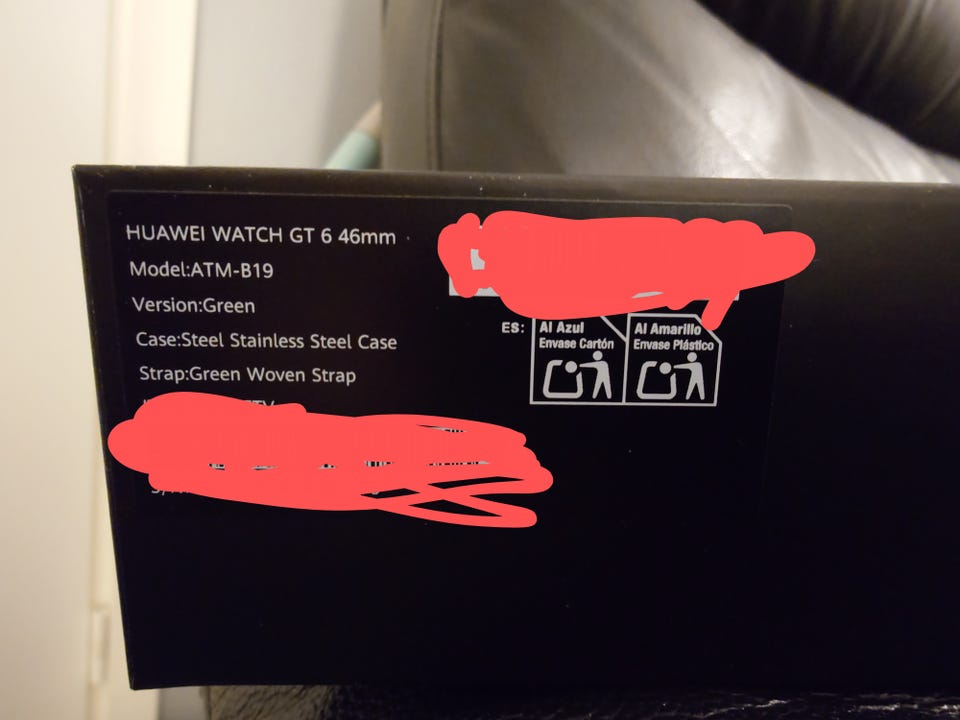 HUAWEI WATCH GT 6 46mm
Model:ATM-B19
Version:Green
Case:Steel Stainless Steel Case
Strap:Green Woven Strap
ES:
Al Azul
Envase Cartón
Al Amarillo
Envase Plástico